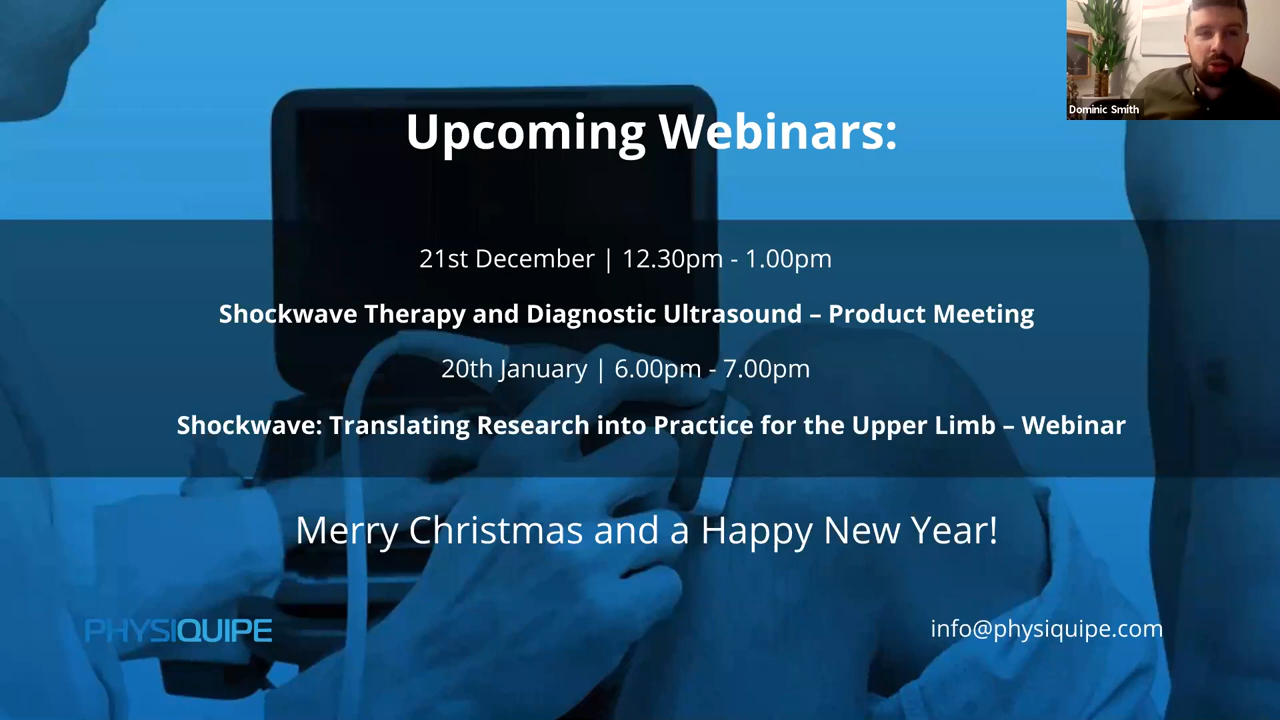 Dominic Smith
Upcoming Webinars:
21st December | 12.30pm - 1.00pm
Shockwave Therapy and Diagnostic Ultrasound – Product Meeting
20th January | 6.00pm - 7.00pm
Shockwave: Translating Research into Practice for the Upper Limb – Webinar
Merry Christmas and a Happy New Year!
PHYSIQUIPE
info@physiquipe.com